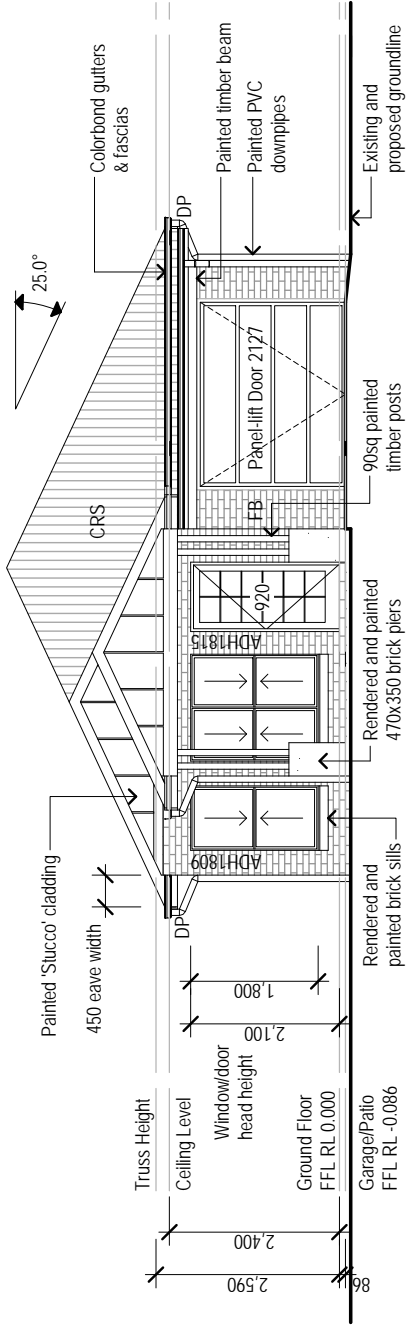 Painted 'Stucco' cladding
450 eave width
CRS
25.0°
Colorbond gutters
& fascias
DP
DP
Painted timber beam
Painted PVC
downpipes
Truss Height
Ceiling Level
Window/door
head height
Ground Floor
FFL RL 0.000
Garage/Patio
FFL RL -0.086
2,590
2,400
86
2,100
1,800
ADH1809
ADH1815
920
FB
Panel-lift Door 2127
Rendered and
painted brick sills
Rendered and painted
470x350 brick piers
90sq painted
timber posts
Existing and
proposed groundline